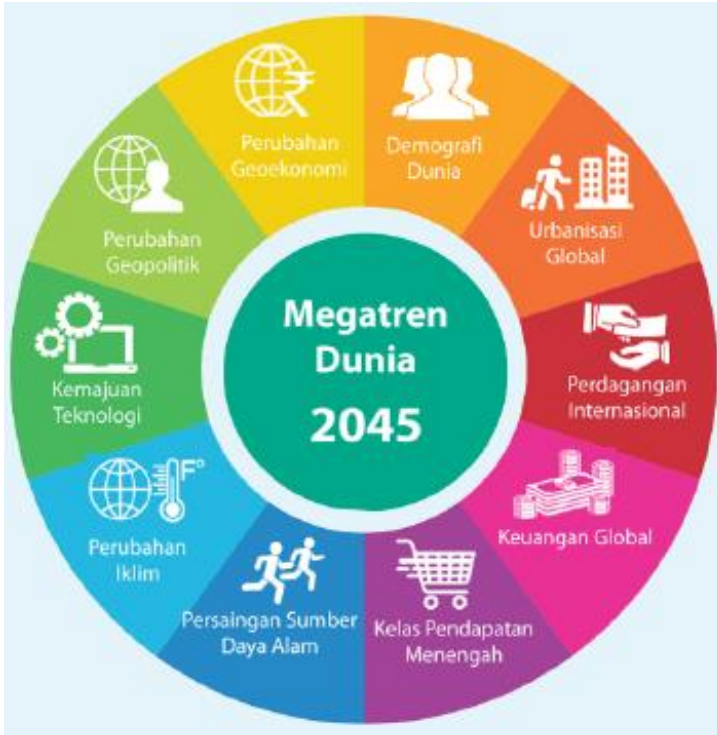 Megatren
Dunia
2045
Demografi
Dunia
Urbanisasi
Global
Perdagangan
Internasional
Keuangan Global
Kelas Pendapatan
Menengah
Persaingan Sumber
Daya Alam
Perubahan
Iklim
F°
Kemajuan
Teknologi
Perubahan
Geopolitik
Perubahan
Geoekonomi
₹